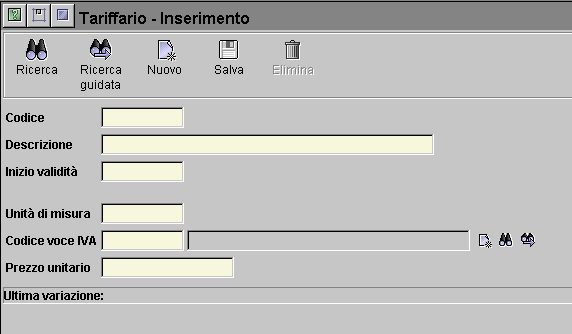 Tariffario - Inserimento
Ricerca Ricerca guidata Nuovo Salva Elimina
Codice
Descrizione
Inizio validità
Unità di misura
Codice voce IVA
Prezzo unitario
Ultima variazione: